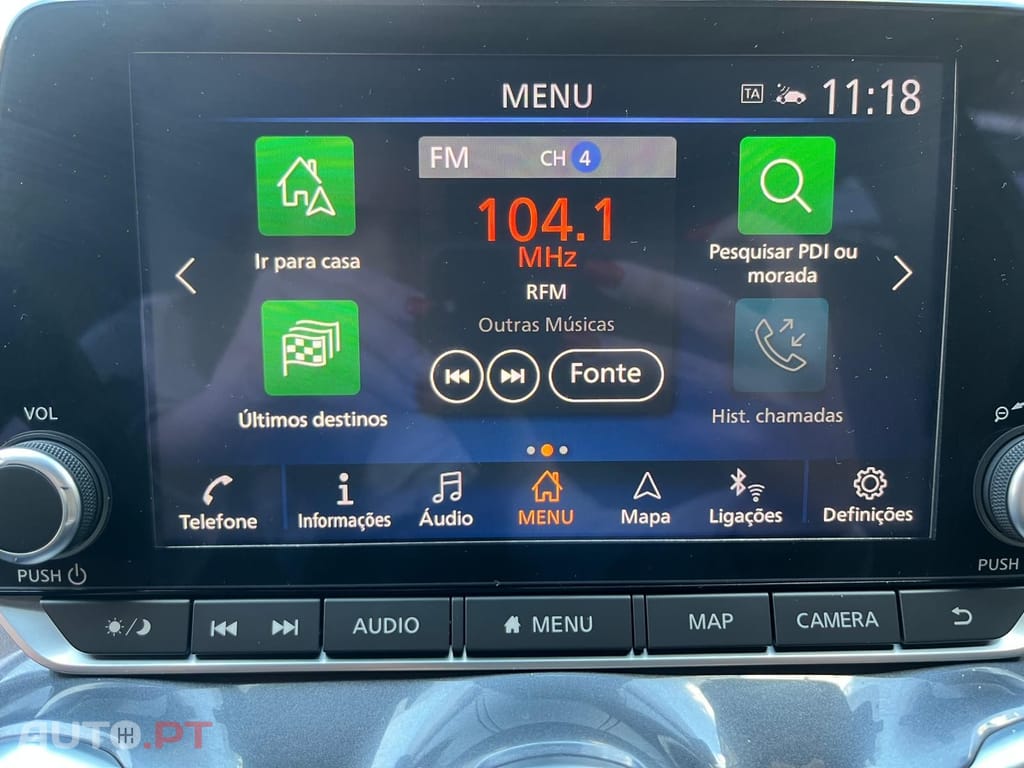 MENU
TA
11:18
FM
CH 4
104.1
MHz
RFM
Outras Músicas
Fonte
Ir para casa
Últimos destinos
Pesquisar PDI ou
morada
Hist. chamadas
VOL
PUSH
PUSH
Telefone
Informações
Áudio
MENU
Mapa
Ligações
Definições
AUDIO
MENU
MAP
CAMERA
AUTO.PT